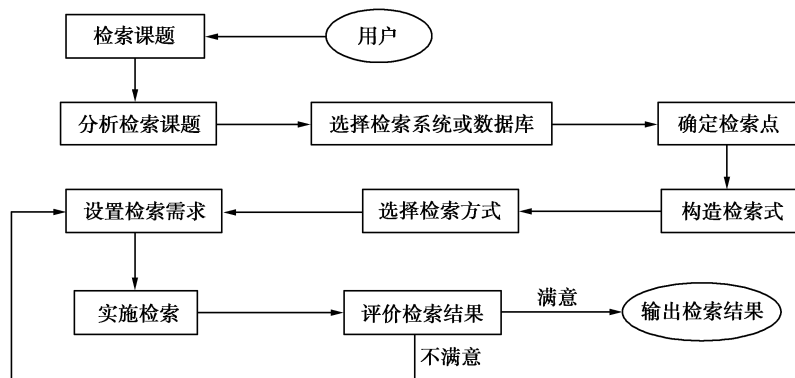 检索课题
用户
分析检索课题
选择检索系统或数据库
确定检索点
设置检索需求
选择检索方式
构造检索式
实施检索
评价检索结果
满意
输出检索结果
不满意